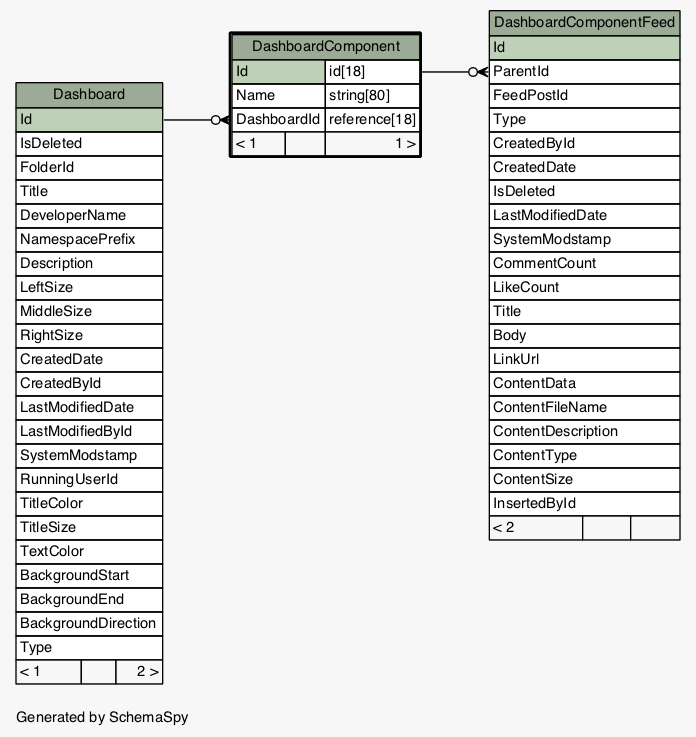 Dashboard
Id
IsDeleted
FolderId
Title
DeveloperName
NamespacePrefix
Description
LeftSize
MiddleSize
RightSize
CreatedDate
CreatedById
LastModifiedDate
LastModifiedById
SystemModstamp
RunningUserId
TitleColor
TitleSize
TextColor
BackgroundStart
BackgroundEnd
BackgroundDirection
Type
< 1 2 >
DashboardComponent
Id id[18]
Name string[80]
DashboardId reference[18]
< 1 1 >
DashboardComponentFeed
Id
ParentId
FeedPostId
Type
CreatedById
CreatedDate
IsDeleted
LastModifiedDate
SystemModstamp
CommentCount
LikeCount
Title
Body
LinkUrl
ContentData
ContentFileName
ContentDescription
ContentType
ContentSize
InsertedById
< 2
Generated by SchemaSpy